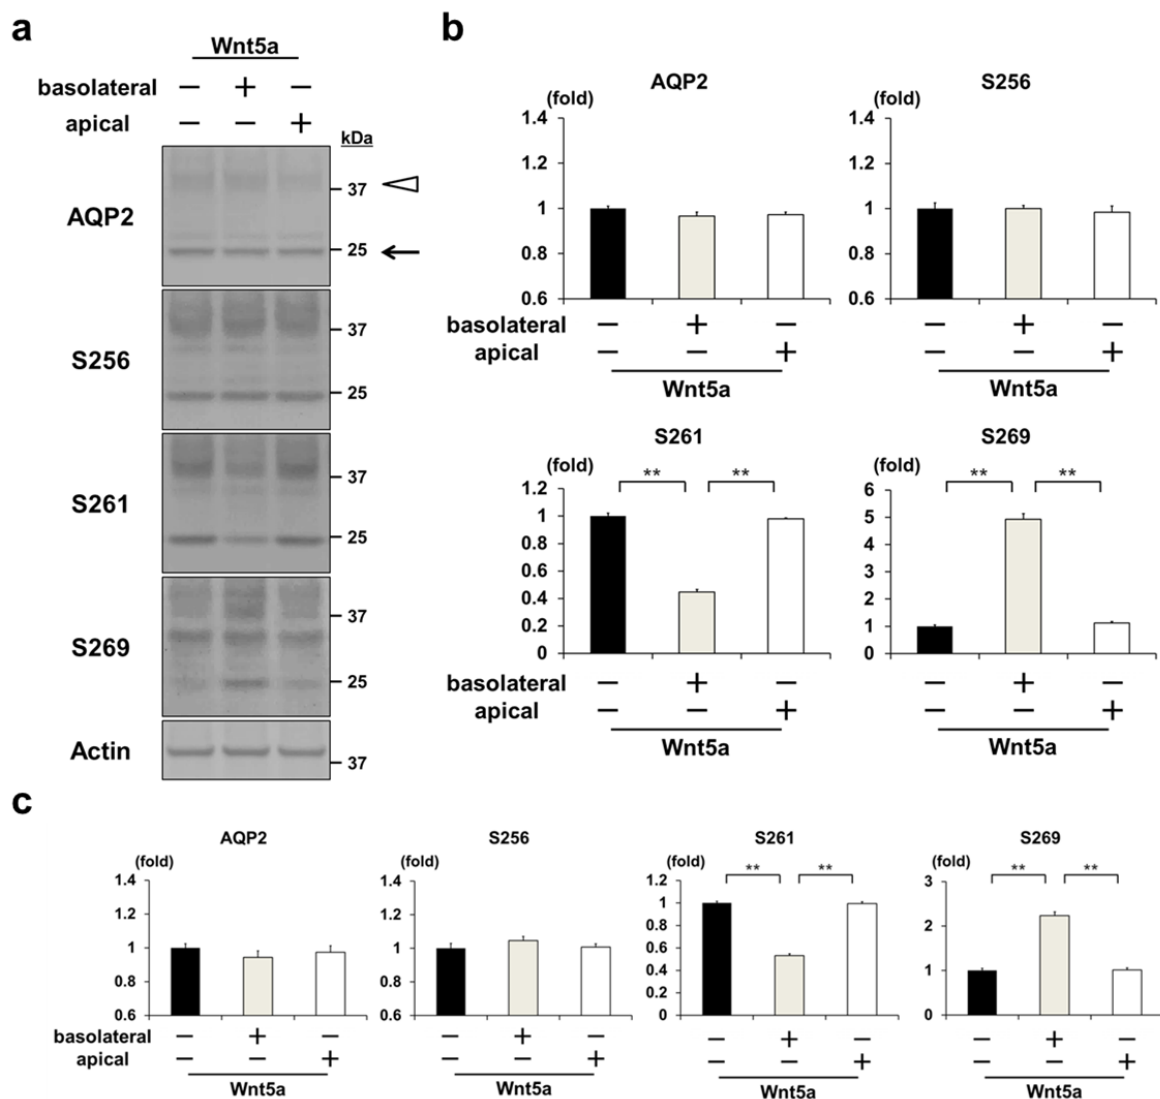 a
Wnt5a
basolateral − + −
apical − − +
kDa
AQP2
37
25
S256
37
25
S261
37
25
S269
37
25
Actin
37
b
AQP2
(fold)
1.4
1.2
1
0.8
0.6
basolateral − + −
apical − − +
Wnt5a
S256
(fold)
1.4
1.2
1
0.8
0.6
− + −
− − +
Wnt5a
S261
(fold)
** **
1.2
1
0.8
0.6
0.4
0.2
0
basolateral − + −
apical − − +
Wnt5a
S269
(fold)
** **
6
5
4
3
2
1
0
− + −
− − +
Wnt5a
c
AQP2
(fold)
1.4
1.2
1
0.8
0.6
basolateral − + −
apical − − +
Wnt5a
S256
(fold)
1.4
1.2
1
0.8
0.6
− + −
− − +
Wnt5a
S261
(fold)
** **
1.2
1
0.8
0.6
0.4
0.2
0
− + −
− − +
Wnt5a
S269
(fold)
** **
3
2
1
0
− + −
− − +
Wnt5a